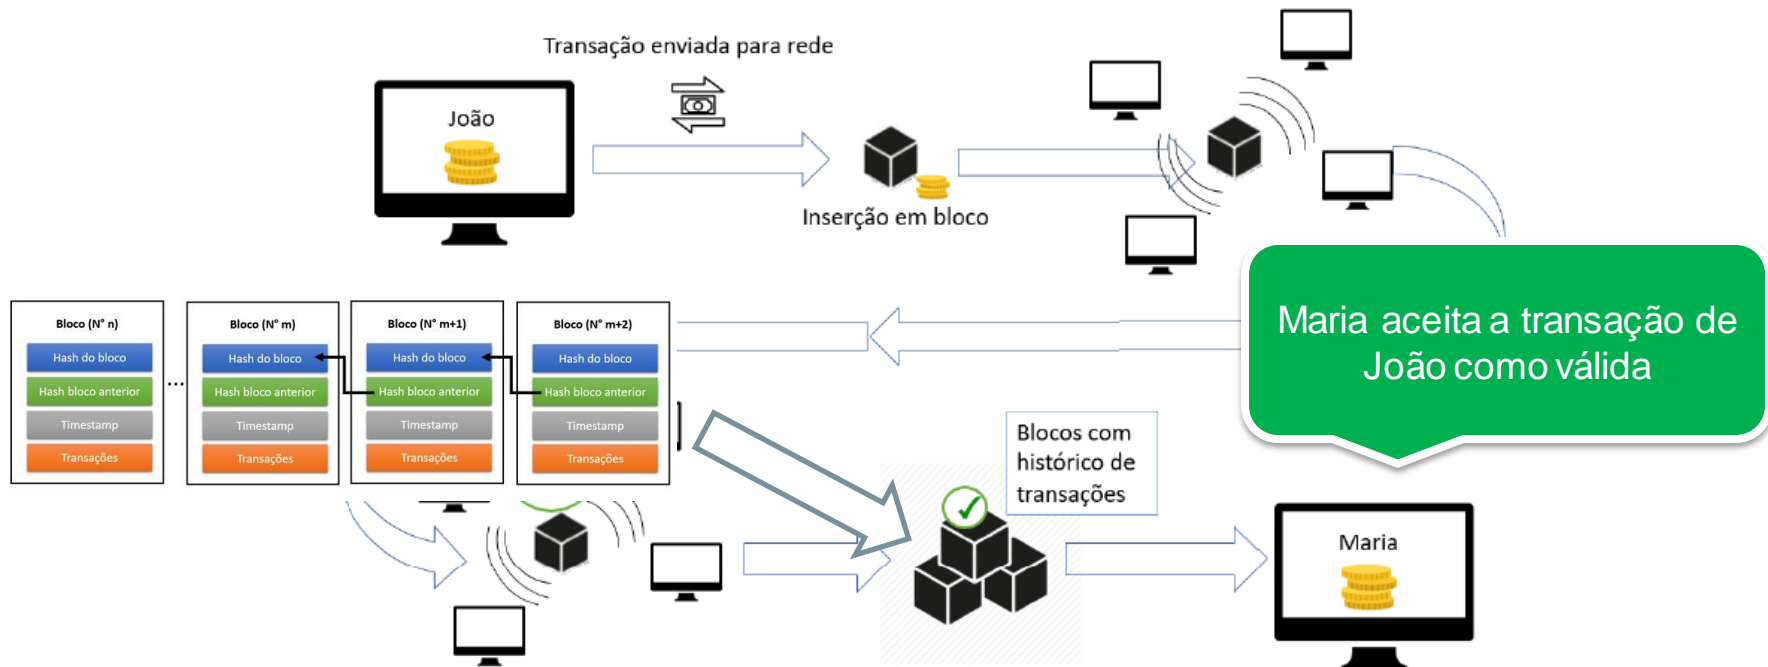 Transação enviada para rede
João
Inserção em bloco
Maria aceita a transação de
João como válida
Bloco (N° n)
Hash do bloco
Hash bloco anterior
Timestamp
Transações
...
Bloco (N° m)
Hash do bloco
Hash bloco anterior
Timestamp
Transações
Bloco (N° m+1)
Hash do bloco
Hash bloco anterior
Timestamp
Transações
Bloco (N° m+2)
Hash do bloco
Hash bloco anterior
Timestamp
Transações
Blocos com
histórico de
transações
Maria